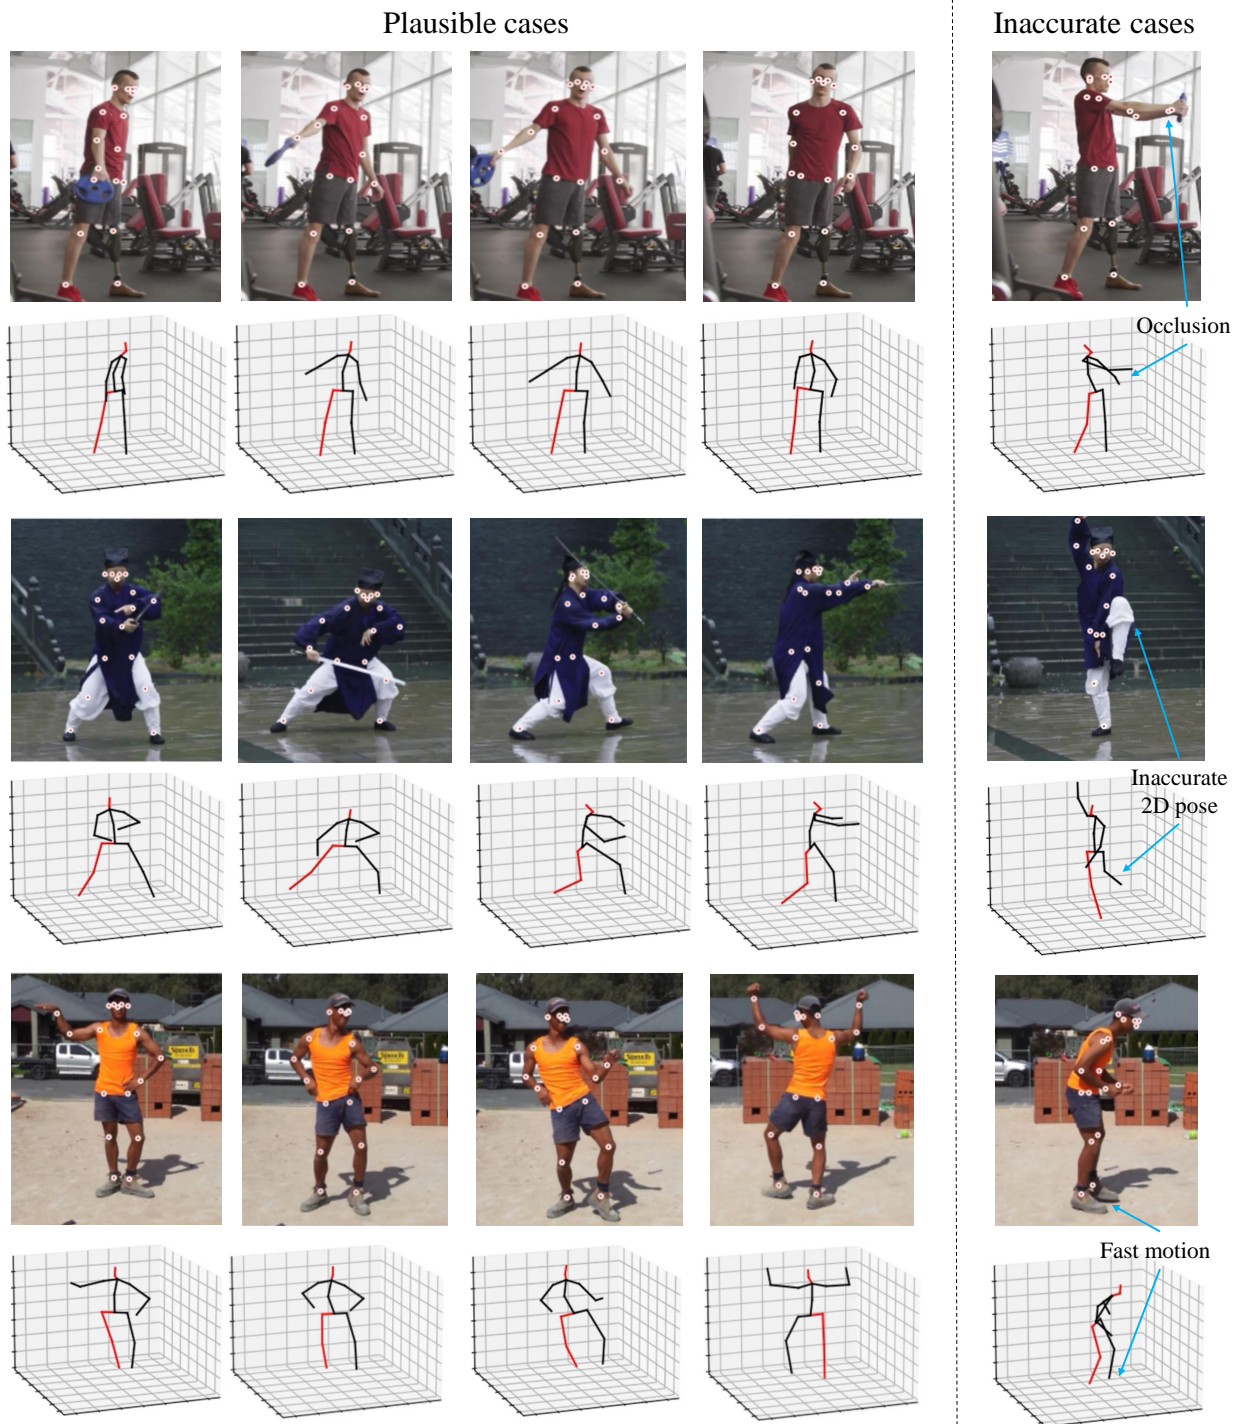 Plausible cases
Inaccurate cases
Occlusion
Inaccurate
2D pose
Fast motion